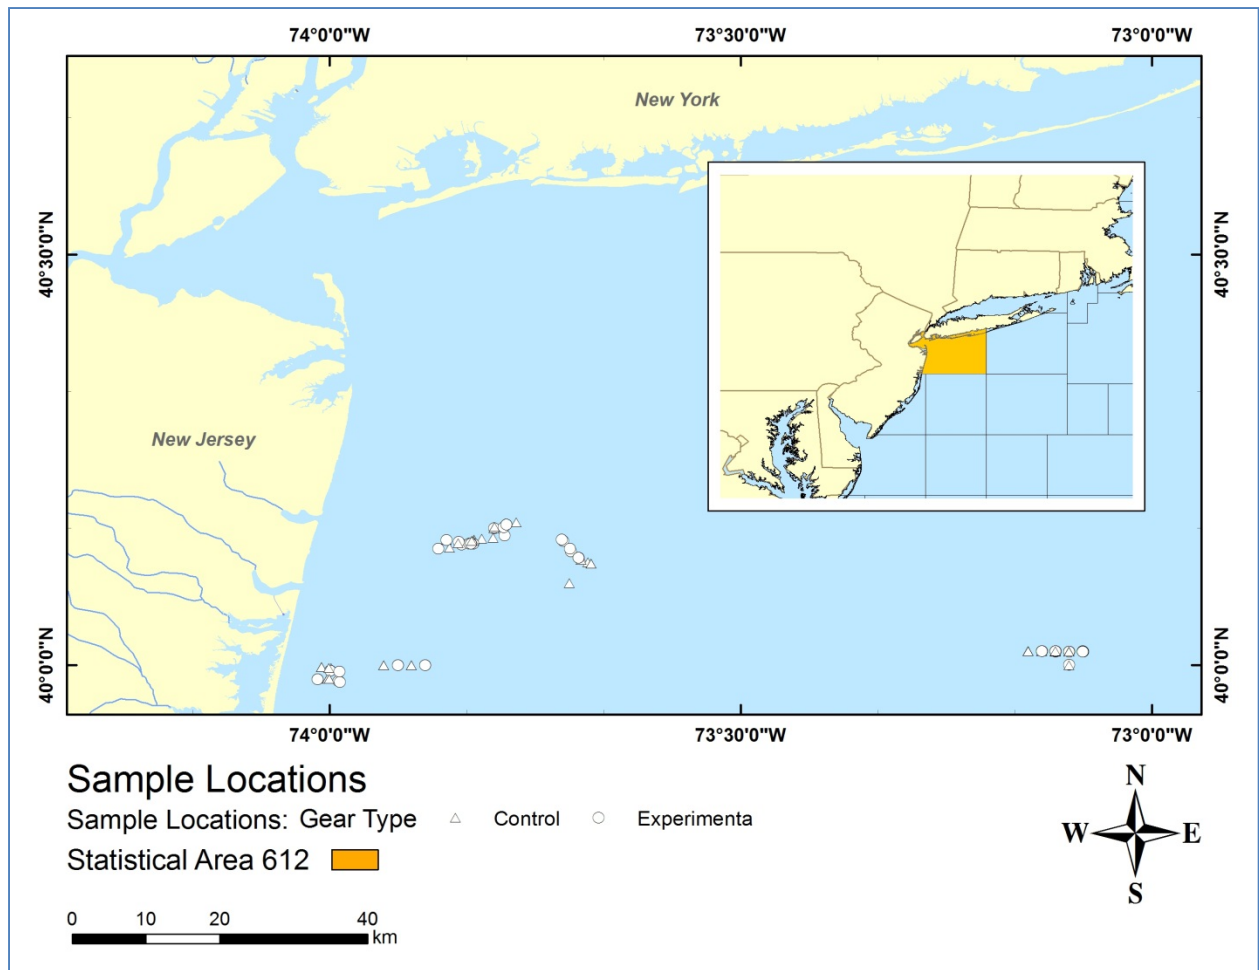 74°0'0"W 73°30'0"W 73°0'0"W
New York
40°30'0"N 40°30'0"N
New Jersey
40°0'0"N 40°0'0"N
74°0'0"W 73°30'0"W 73°0'0"W
Sample Locations
Sample Locations: Gear Type Control Experimenta
Statistical Area 612
N
W E
S
0 10 20 40
km